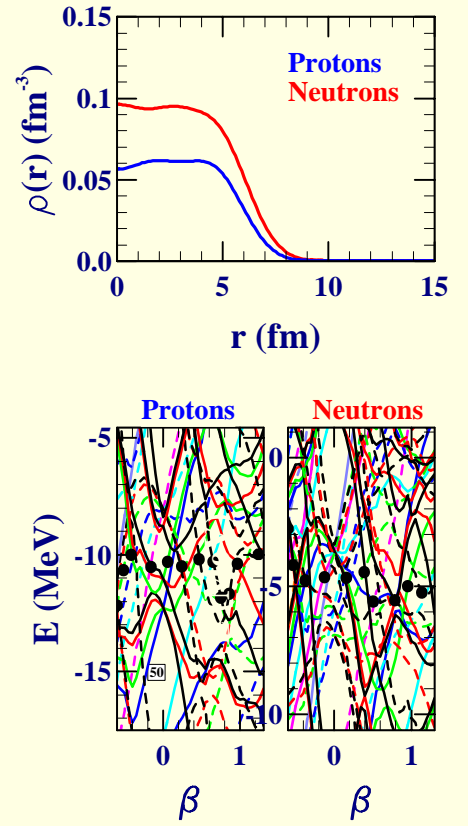 0.15
Protons
Neutrons
0.1
ρ(r) (fm⁻³)
0.05
0.0
0 5 10 15
r (fm)
Protons Neutrons
-5 0
-10 -5
E (MeV)
-15
50
0
0 1 0 1
β β